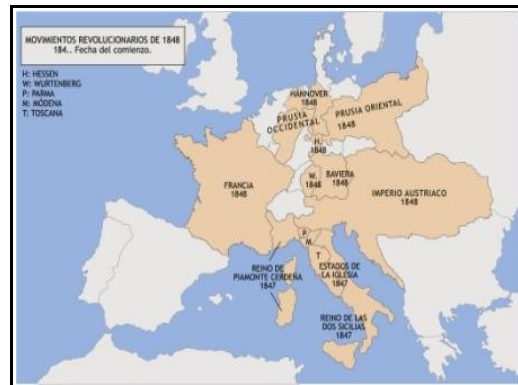 MOVIMIENTOS REVOLUCIONARIOS DE 1848
184.. Fecha del comienzo.
H: HESSEN
W: WURTENBERG
P: PARMA
M: MÓDENA
T: TOSCANA
HANNOVER
1848
PRUSIA
OCCIDENTAL
PRUSIA ORIENTAL
1848
H.
1848
FRANCIA
1848
W.
1848
BAVIERA
1848
IMPERIO AUSTRIACO
1848
P
M
T
REINO DE
PIAMONTE CERDEÑA
1847
ESTADOS DE
LA IGLESIA
1847
REINO DE LAS
DOS SICILIAS
1847